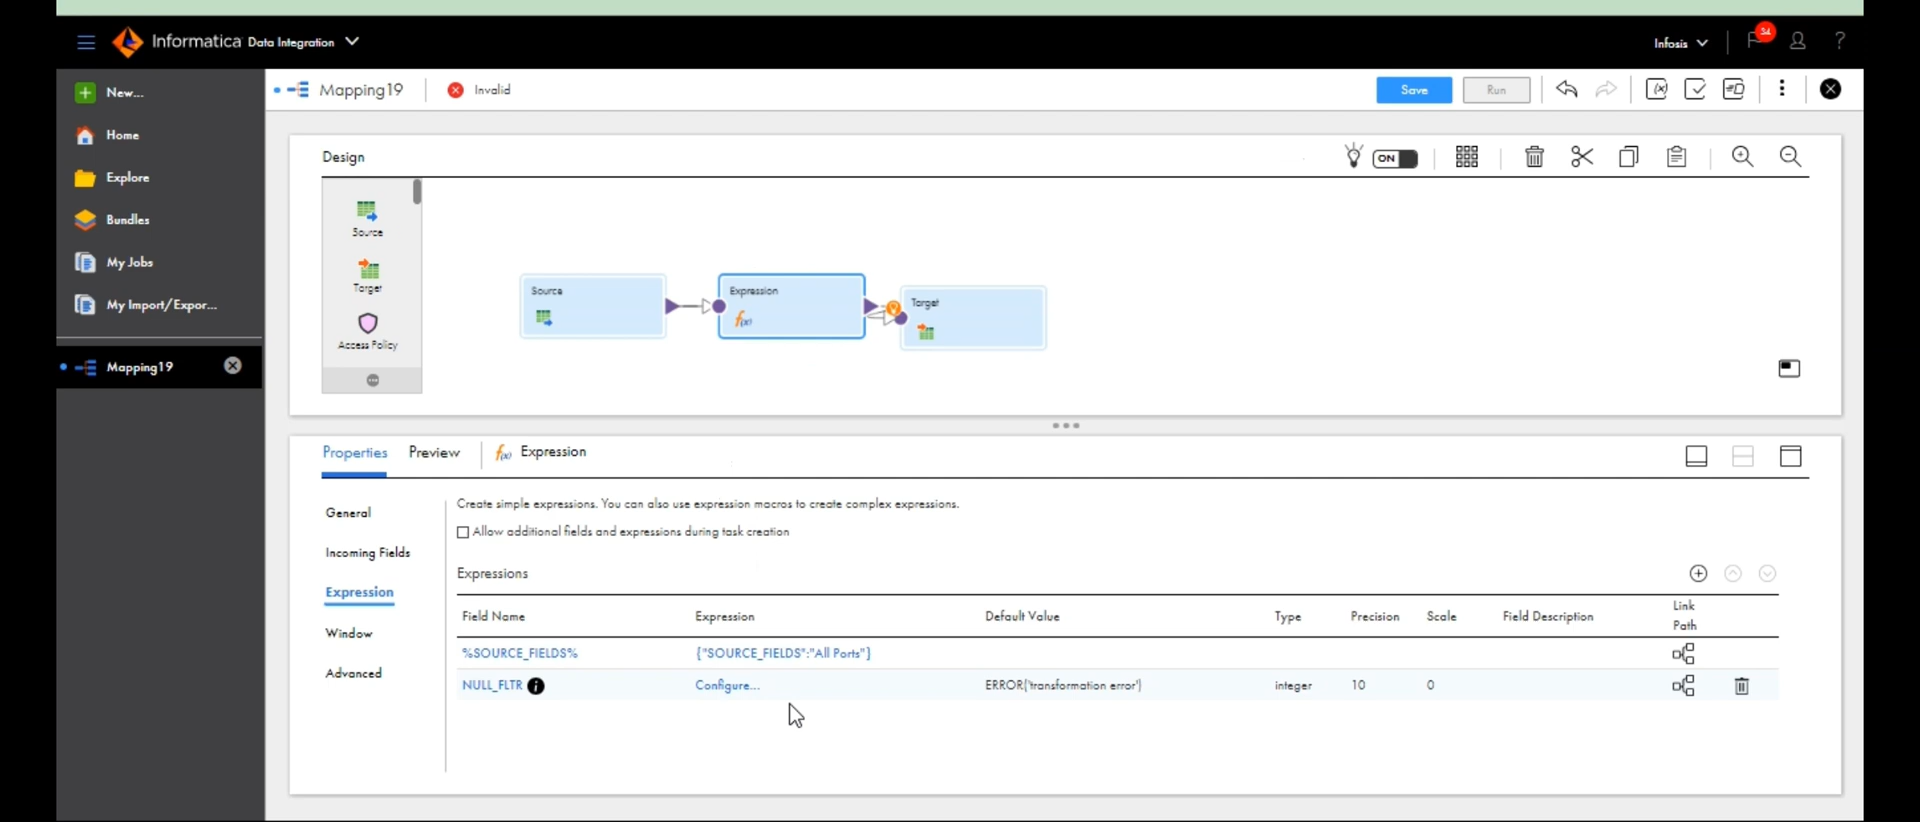 Informatica Data Integration
Infosis
34
?
New...
Home
Explore
Bundles
My Jobs
My Import/Expor...
Mapping19
Mapping19
Invalid
Save
Run
Design
ON
Source
Target
Access Policy
Source
Expression
f(x)
Target
Properties
Preview
f(x) Expression
General
Incoming Fields
Expression
Window
Advanced
Create simple expressions. You can also use expression macros to create complex expressions.
Allow additional fields and expressions during task creation
Expressions
Field Name Expression Default Value Type Precision Scale Field Description Link Path
%SOURCE_FIELDS% {"SOURCE_FIELDS":"All Ports"}
NULL_FLTR Configure... ERROR('transformation error') integer 10 0